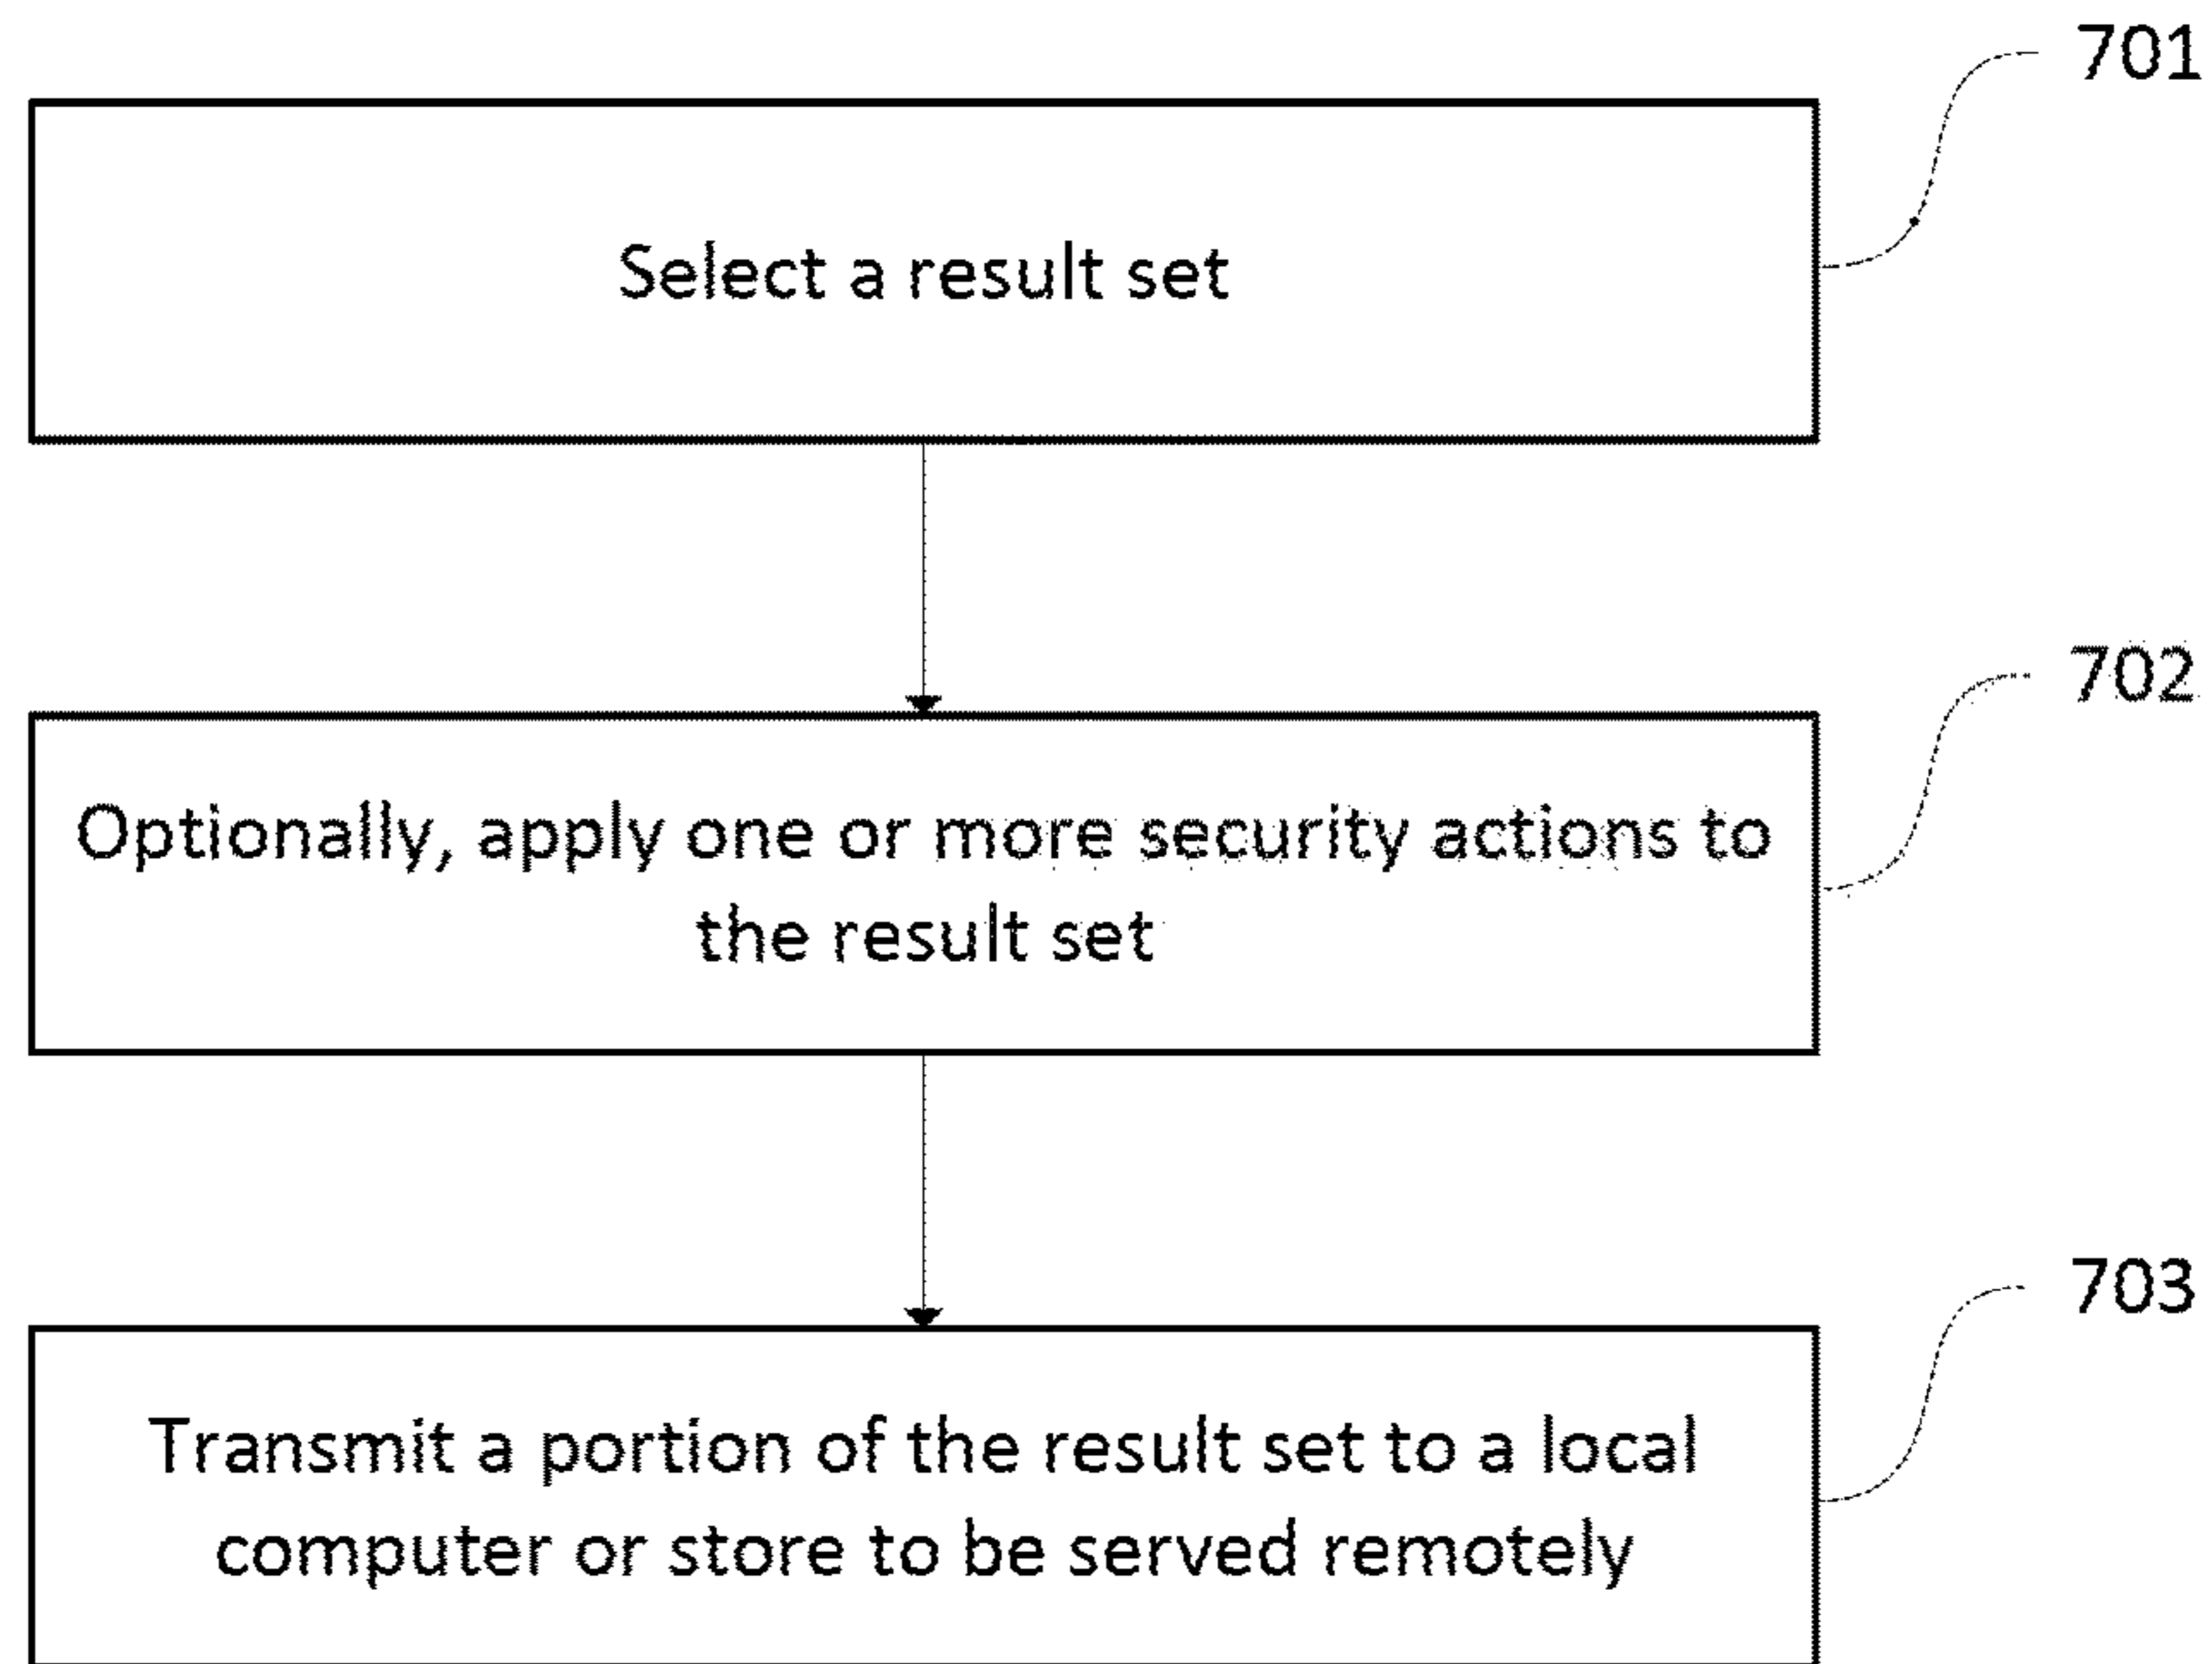 701
Select a result set
702
Optionally, apply one or more security actions to
the result set
703
Transmit a portion of the result set to a local
computer or store to be served remotely